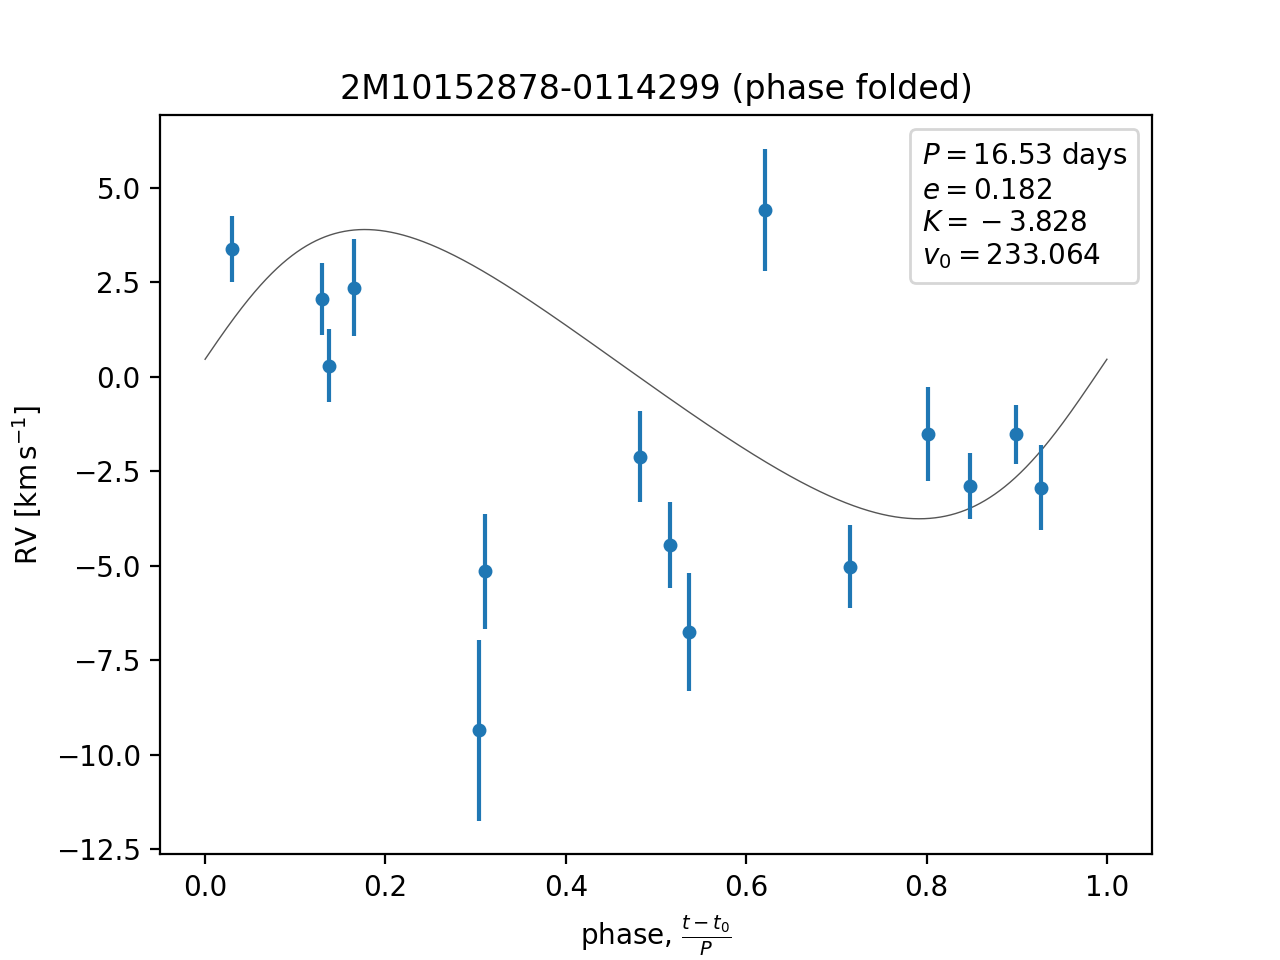 2M10152878-0114299 (phase folded)
P = 16.53 days
e = 0.182
K = −3.828
v₀ = 233.064
5.0
2.5
0.0
−2.5
−5.0
−7.5
−10.0
−12.5
RV [km s⁻¹]
0.0 0.2 0.4 0.6 0.8 1.0
phase, (t − t₀)/P